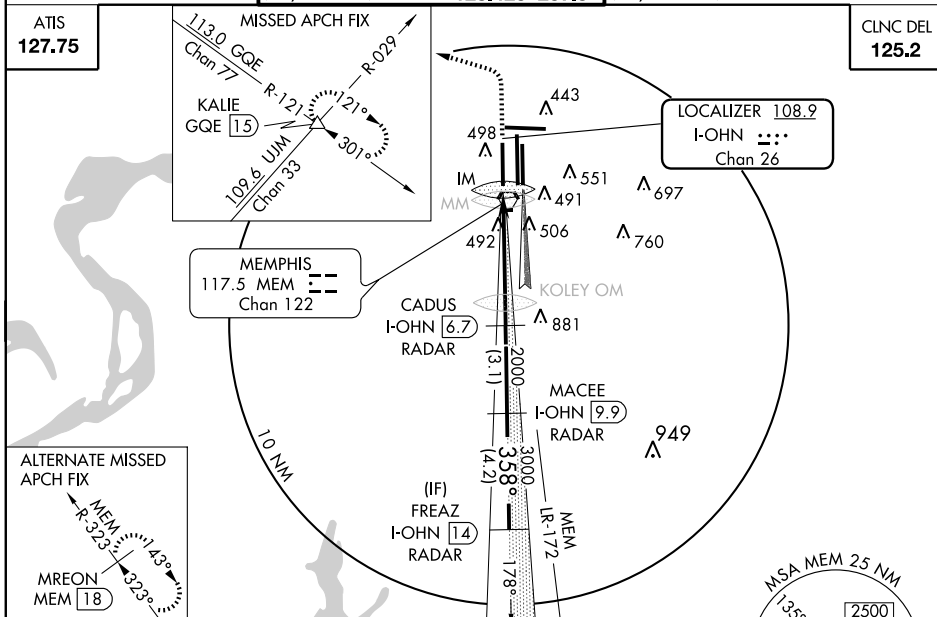 ATIS
127.75
CLNC DEL
125.2
MISSED APCH FIX
113.0 GQE
Chan 77
R-121
R-029
KALIE
GQE 15
121°
301°
109.6 UJM
Chan 33
LOCALIZER 108.9
I-OHN
Chan 26
443
498
IM
MM
551
491
697
492
506
760
MEMPHIS
117.5 MEM
Chan 122
KOLEY OM
CADUS
I-OHN 6.7
RADAR
881
2000
(3.1)
MACEE
I-OHN 9.9
RADAR
949
10 NM
3000
358°
(4.2)
(IF)
FREAZ
I-OHN 14
RADAR
MEM
LR-172
178°
ALTERNATE MISSED
APCH FIX
MEM
R-323
143°
323°
MREON
MEM 18
MSA MEM 25 NM
2500